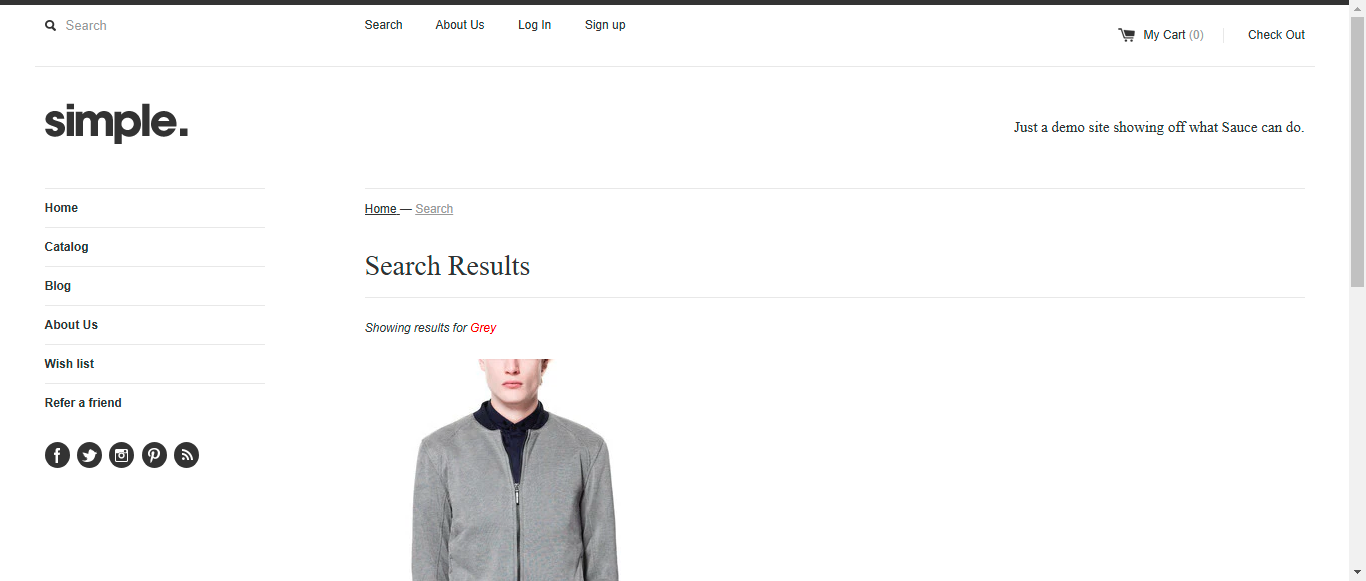 Search
Search About Us Log In Sign up
My Cart (0) Check Out
simple.
Just a demo site showing off what Sauce can do.
Home
Catalog
Blog
About Us
Wish list
Refer a friend
Home — Search
Search Results
Showing results for Grey